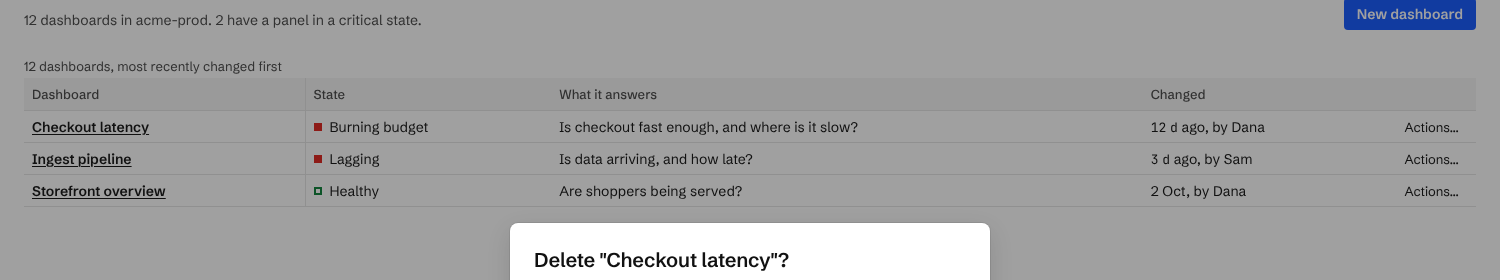 12 dashboards in acme-prod. 2 have a panel in a critical state.
New dashboard
12 dashboards, most recently changed first
Dashboard State What it answers Changed
Checkout latency Burning budget Is checkout fast enough, and where is it slow? 12 d ago, by Dana Actions...
Ingest pipeline Lagging Is data arriving, and how late? 3 d ago, by Sam Actions...
Storefront overview Healthy Are shoppers being served? 2 Oct, by Dana Actions...
Delete "Checkout latency"?